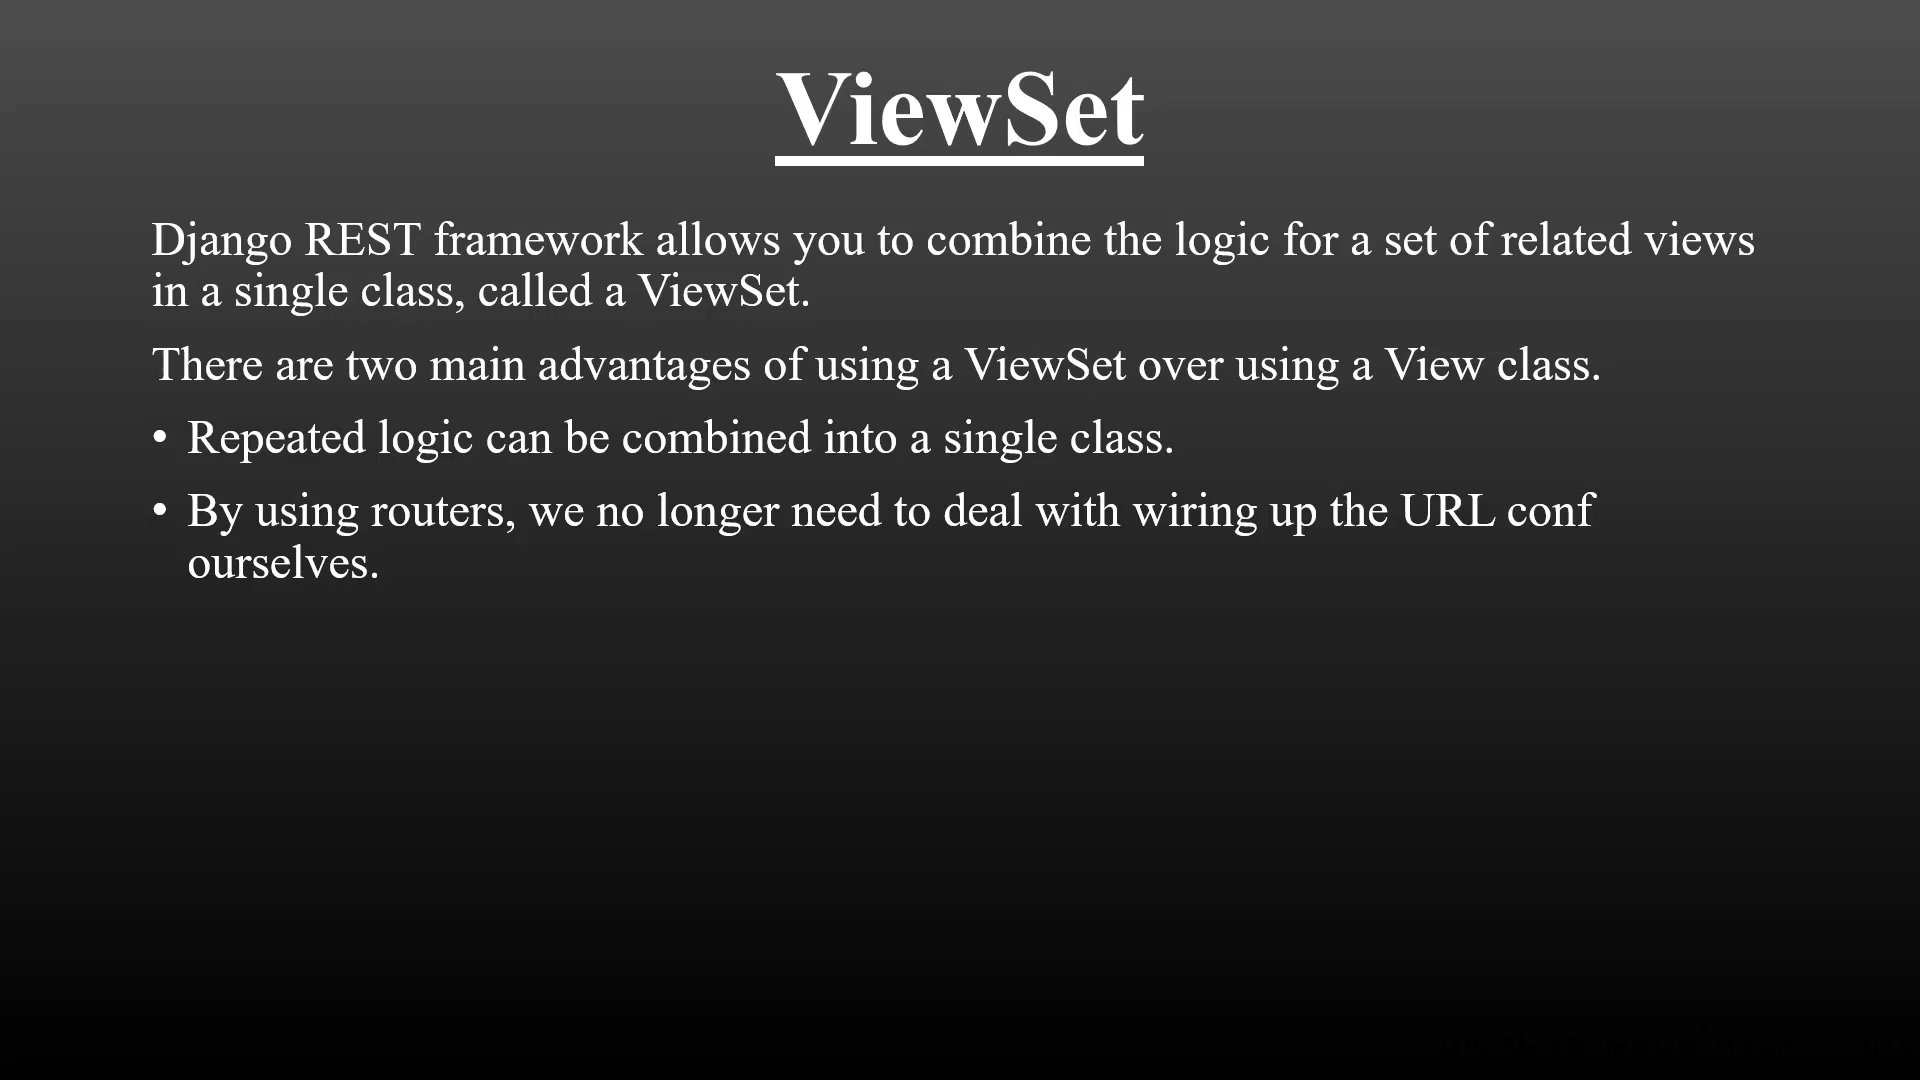 ViewSet
Django REST framework allows you to combine the logic for a set of related views
in a single class, called a ViewSet.
There are two main advantages of using a ViewSet over using a View class.
• Repeated logic can be combined into a single class.
• By using routers, we no longer need to deal with wiring up the URL conf
ourselves.